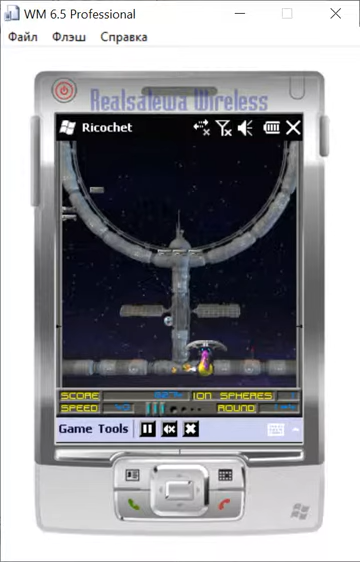 WM 6.5 Professional
Файл Флэш Справка
Realsalewa Wireless
Ricochet
SCORE ION SPHERES
SPEED ROUND
Game Tools